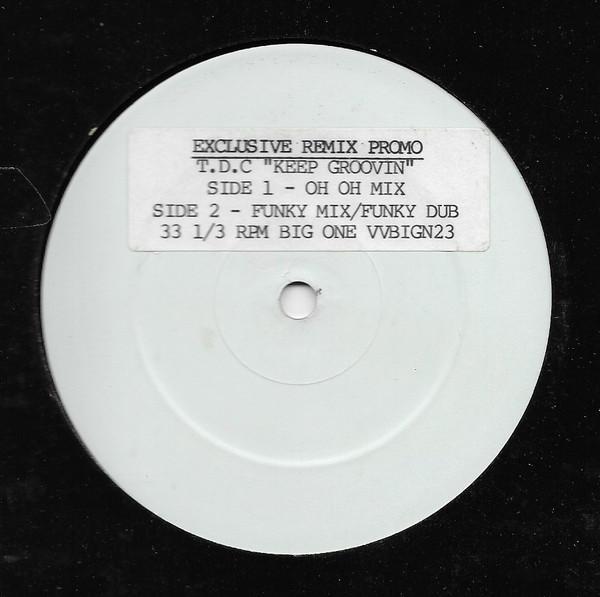 EXCLUSIVE REMIX PROMO
T.D.C "KEEP GROOVIN"
SIDE 1 - OH OH MIX
SIDE 2 - FUNKY MIX/FUNKY DUB
33 1/3 RPM BIG ONE VVBIGN23